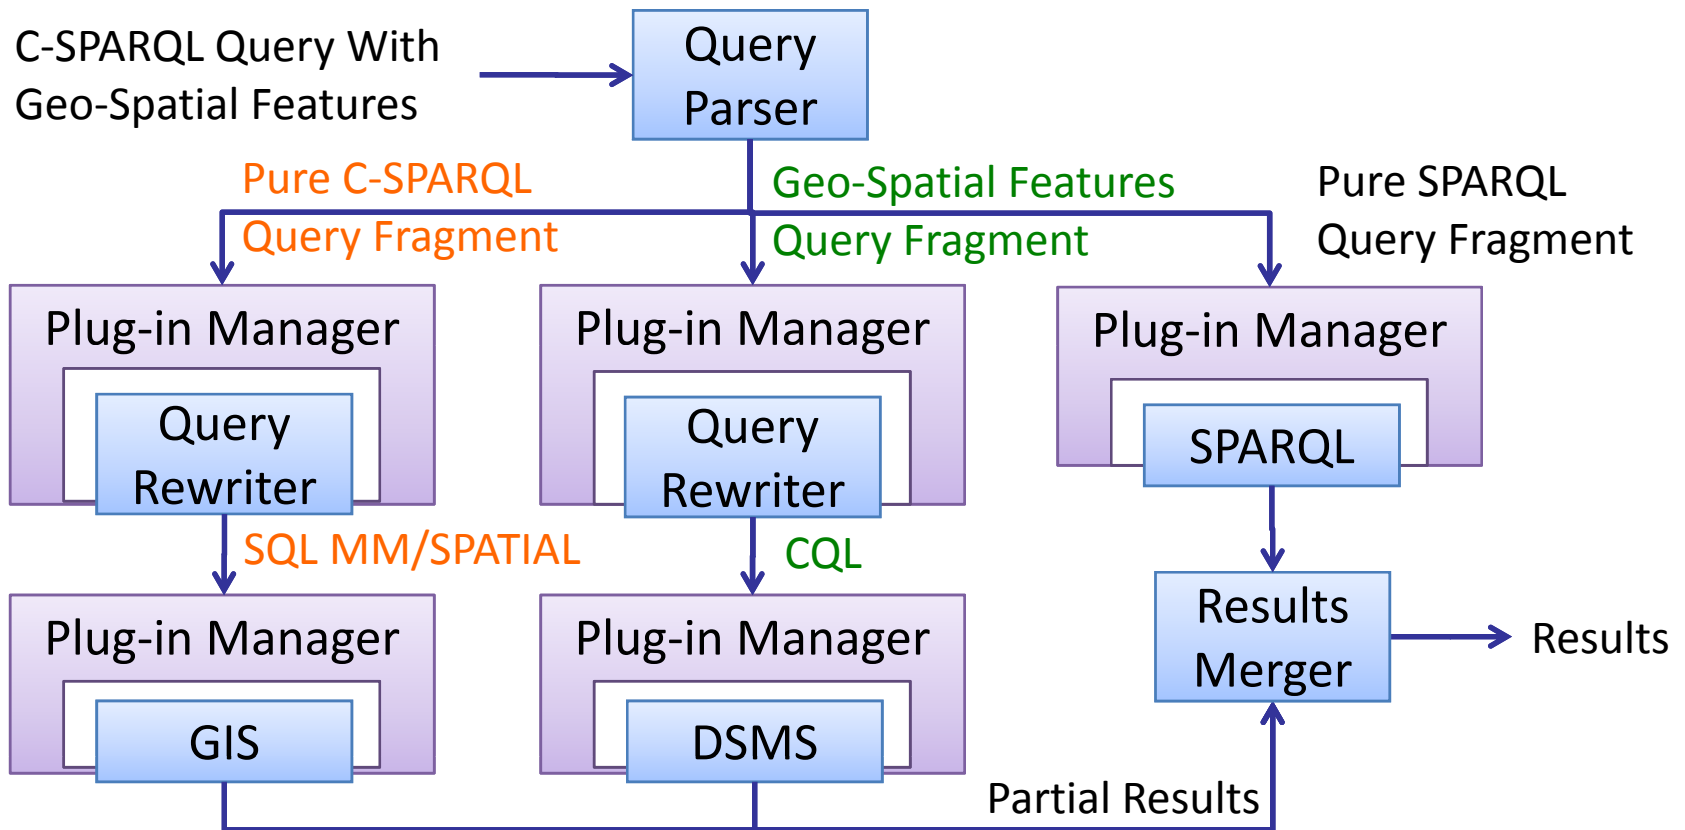 C-SPARQL Query With
Geo-Spatial Features
Query
Parser
Pure C-SPARQL
Query Fragment
Geo-Spatial Features
Query Fragment
Pure SPARQL
Query Fragment
Plug-in Manager
Query
Rewriter
Plug-in Manager
Query
Rewriter
Plug-in Manager
SPARQL
SQL MM/SPATIAL
CQL
Plug-in Manager
GIS
Plug-in Manager
DSMS
Results
Merger
Results
Partial Results